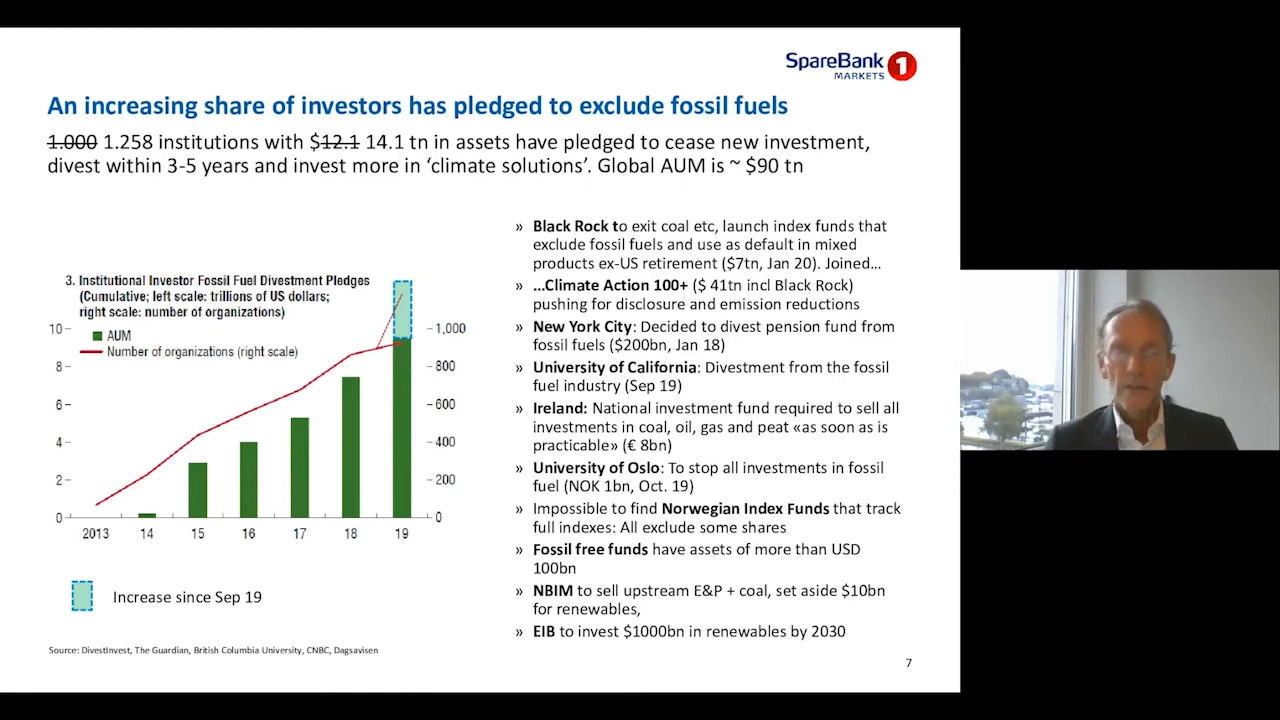 SpareBank 1
MARKETS
An increasing share of investors has pledged to exclude fossil fuels
1.000 1.258 institutions with $12.1 14.1 tn in assets have pledged to cease new investment,
divest within 3-5 years and invest more in ‘climate solutions’. Global AUM is ~ $90 tn
3. Institutional Investor Fossil Fuel Divestment Pledges
(Cumulative; left scale: trillions of US dollars;
right scale: number of organizations)
AUM
Number of organizations (right scale)
10
8
6
4
2
0
1,000
800
600
400
200
0
2013 14 15 16 17 18 19
Increase since Sep 19
» Black Rock to exit coal etc, launch index funds that
exclude fossil fuels and use as default in mixed
products ex-US retirement ($7tn, Jan 20). Joined…
» …Climate Action 100+ ($ 41tn incl Black Rock)
pushing for disclosure and emission reductions
» New York City: Decided to divest pension fund from
fossil fuels ($200bn, Jan 18)
» University of California: Divestment from the fossil
fuel industry (Sep 19)
» Ireland: National investment fund required to sell all
investments in coal, oil, gas and peat «as soon as is
practicable» (€ 8bn)
» University of Oslo: To stop all investments in fossil
fuel (NOK 1bn, Oct. 19)
» Impossible to find Norwegian Index Funds that track
full indexes: All exclude some shares
» Fossil free funds have assets of more than USD
100bn
» NBIM to sell upstream E&P + coal, set aside $10bn
for renewables,
» EIB to invest $1000bn in renewables by 2030
Source: DivestInvest, The Guardian, British Columbia University, CNBC, Dagsavisen
7